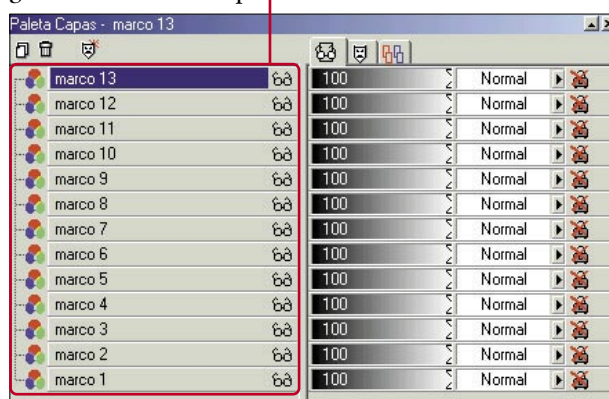 Paleta Capas - marco 13
marco 13 100 Normal
marco 12 100 Normal
marco 11 100 Normal
marco 10 100 Normal
marco 9 100 Normal
marco 8 100 Normal
marco 7 100 Normal
marco 6 100 Normal
marco 5 100 Normal
marco 4 100 Normal
marco 3 100 Normal
marco 2 100 Normal
marco 1 100 Normal